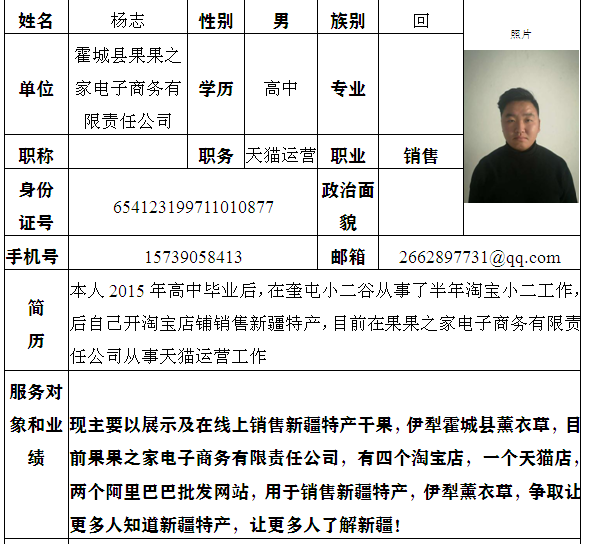 姓名 杨志 性别 男 族别 回 照片
单位 霍城县果果之家电子商务有限责任公司 学历 高中 专业
职称 职务 天猫运营 职业 销售
身份证号 654123199711010877 政治面貌
手机号 15739058413 邮箱 2662897731@qq.com
简历
本人 2015 年高中毕业后，在奎屯小二谷从事了半年淘宝小二工作，
后自己开淘宝店铺销售新疆特产，目前在果果之家电子商务有限责
任公司从事天猫运营工作
服务对象和业绩
现主要以展示及在线上销售新疆特产干果，伊犁霍城县薰衣草，目
前果果之家电子商务有限责任公司，有四个淘宝店，一个天猫店，
两个阿里巴巴批发网站，用于销售新疆特产，伊犁薰衣草，争取让
更多人知道新疆特产，让更多人了解新疆！